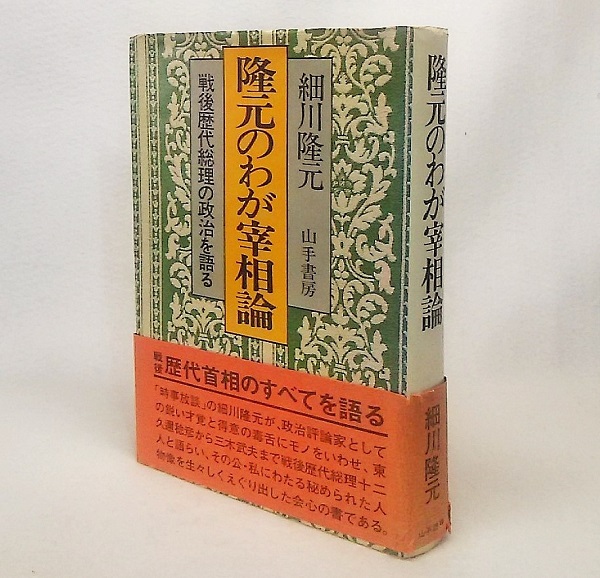 細川隆元
山手書房
隆元のわが宰相論
戦後歴代総理の政治を語る
戦後歴代首相のすべてを語る
「時事放談」の細川隆元が、政治評論家として
の鋭い才覚と得意の毒舌にモノをいわせ、東
久邇稔彦から三木武夫まで戦後歴代総理十二
人と語らい、その公・私にわたる秘められた人
物像を生々しくえぐり出した会心の書である。
隆元のわが宰相論
細川隆元
山手書房